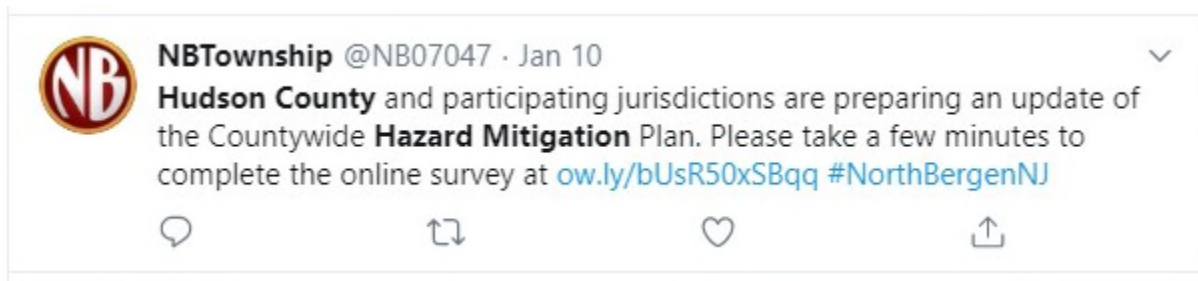 NB
NBTownship @NB07047 · Jan 10
Hudson County and participating jurisdictions are preparing an update of
the Countywide Hazard Mitigation Plan. Please take a few minutes to
complete the online survey at ow.ly/bUsR50xSBqq #NorthBergenNJ